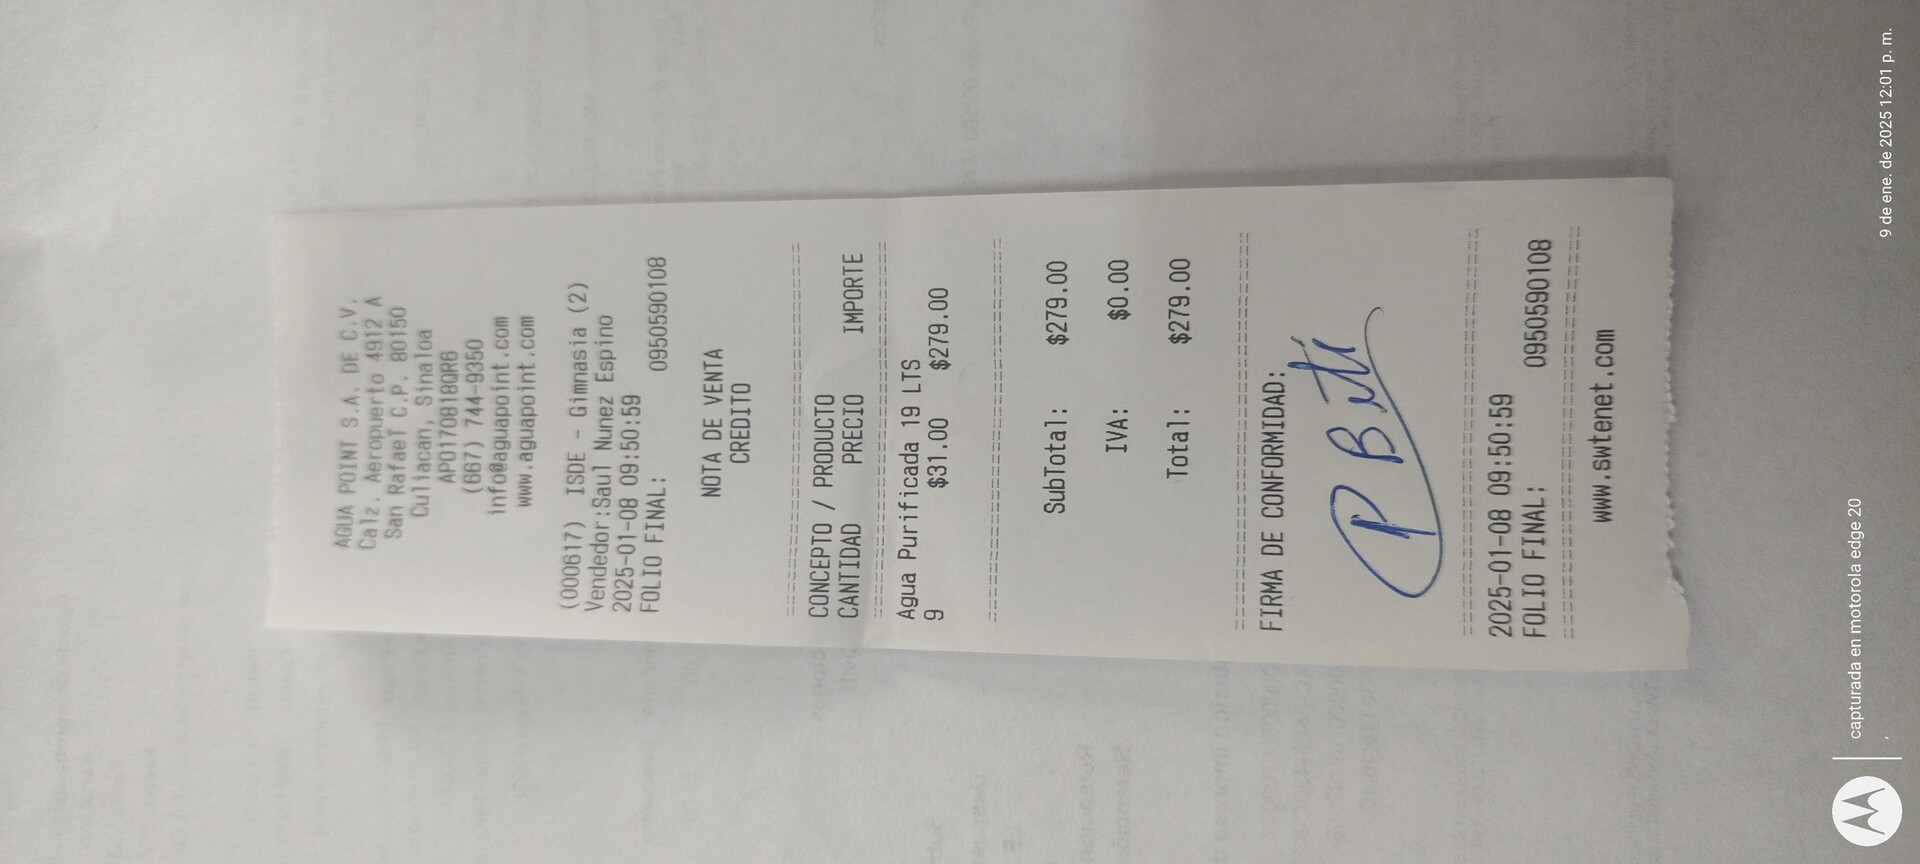 AGUA POINT S.A. DE C.V.
Calz. Aeropuerto 4912 A
San Rafael C.P. 80150
Culiacan, Sinaloa
APO170818QR6
(667) 744-9350
info@aguapoint.com
www.aguapoint.com
(000617) ISDE - Gimnasia (2)
Vendedor:Saul Nunez Espino
2025-01-08 09:50:59
FOLIO FINAL: 0950590108
NOTA DE VENTA
CREDITO
CONCEPTO / PRODUCTO
CANTIDAD PRECIO IMPORTE
Agua Purificada 19 LTS
9 $31.00 $279.00
SubTotal: $279.00
IVA: $0.00
Total: $279.00
FIRMA DE CONFORMIDAD:
2025-01-08 09:50:59
FOLIO FINAL: 0950590108
www.swtenet.com
capturada en motorola edge 20
,
9 de ene. de 2025 12:01 p. m.